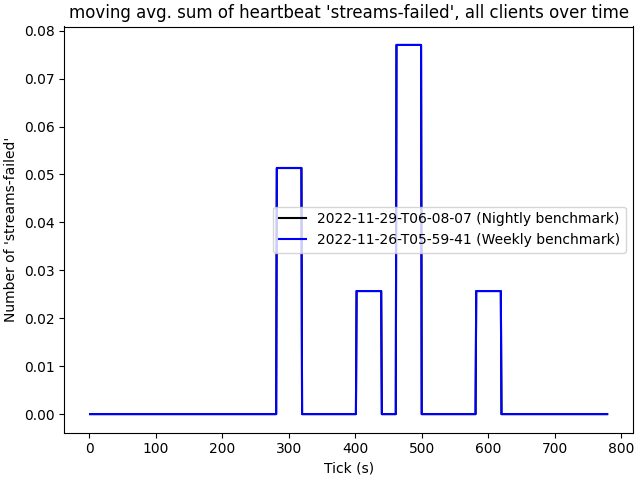 moving avg. sum of heartbeat 'streams-failed', all clients over time
Number of 'streams-failed'
0.08
0.07
0.06
0.05
0.04
0.03
0.02
0.01
0.00
2022-11-29-T06-08-07 (Nightly benchmark)
2022-11-26-T05-59-41 (Weekly benchmark)
0 100 200 300 400 500 600 700 800
Tick (s)